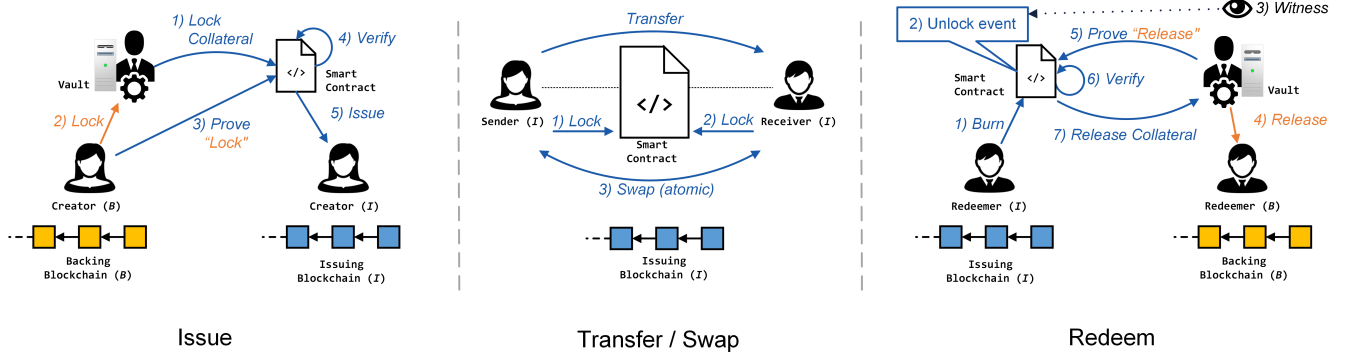 1) Lock
Collateral
Vault
</>
4) Verify
Smart
Contract
2) Lock
3) Prove
“Lock”
5) Issue
Creator (B)
Creator (I)
Backing
Blockchain (B)
Issuing
Blockchain (I)
Issue
Transfer
</>
Sender (I)
1) Lock
2) Lock
Receiver (I)
Smart
Contract
3) Swap (atomic)
Issuing
Blockchain (I)
Transfer / Swap
2) Unlock event
3) Witness
5) Prove “Release”
Smart
Contract
</>
6) Verify
Vault
1) Burn
7) Release Collateral
4) Release
Redeemer (I)
Redeemer (B)
Issuing
Blockchain (I)
Backing
Blockchain (B)
Redeem